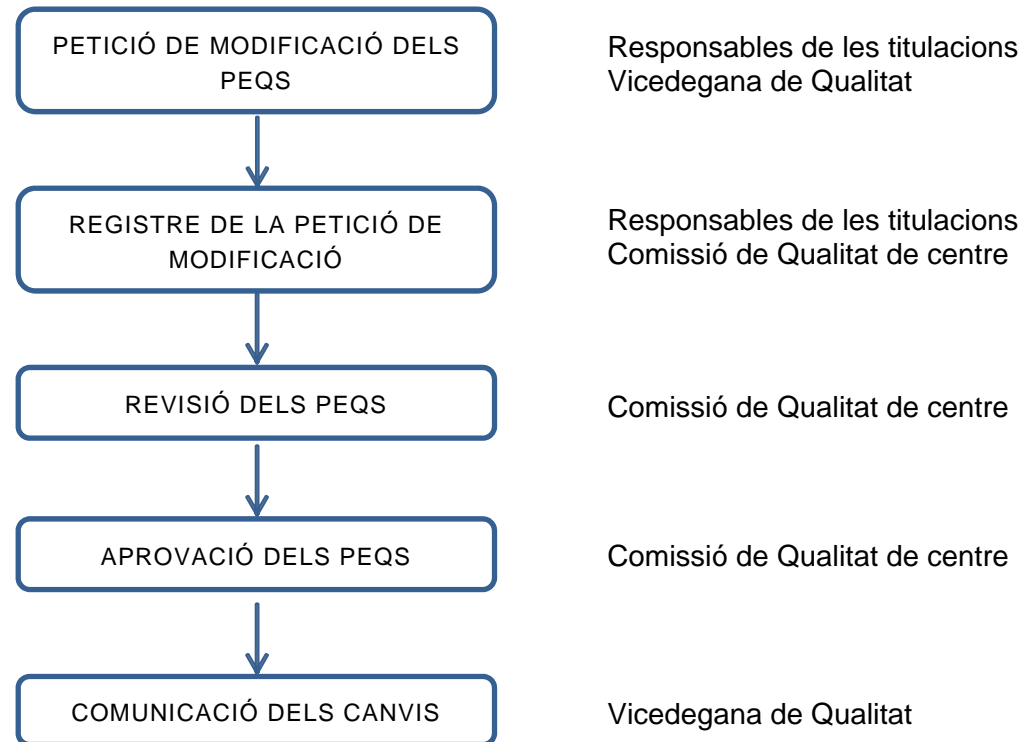 PETICIÓ DE MODIFICACIÓ DELS
PEQS
Responsables de les titulacions
Vicedegana de Qualitat
REGISTRE DE LA PETICIÓ DE
MODIFICACIÓ
Responsables de les titulacions
Comissió de Qualitat de centre
REVISIÓ DELS PEQS
Comissió de Qualitat de centre
APROVACIÓ DELS PEQS
Comissió de Qualitat de centre
COMUNICACIÓ DELS CANVIS
Vicedegana de Qualitat